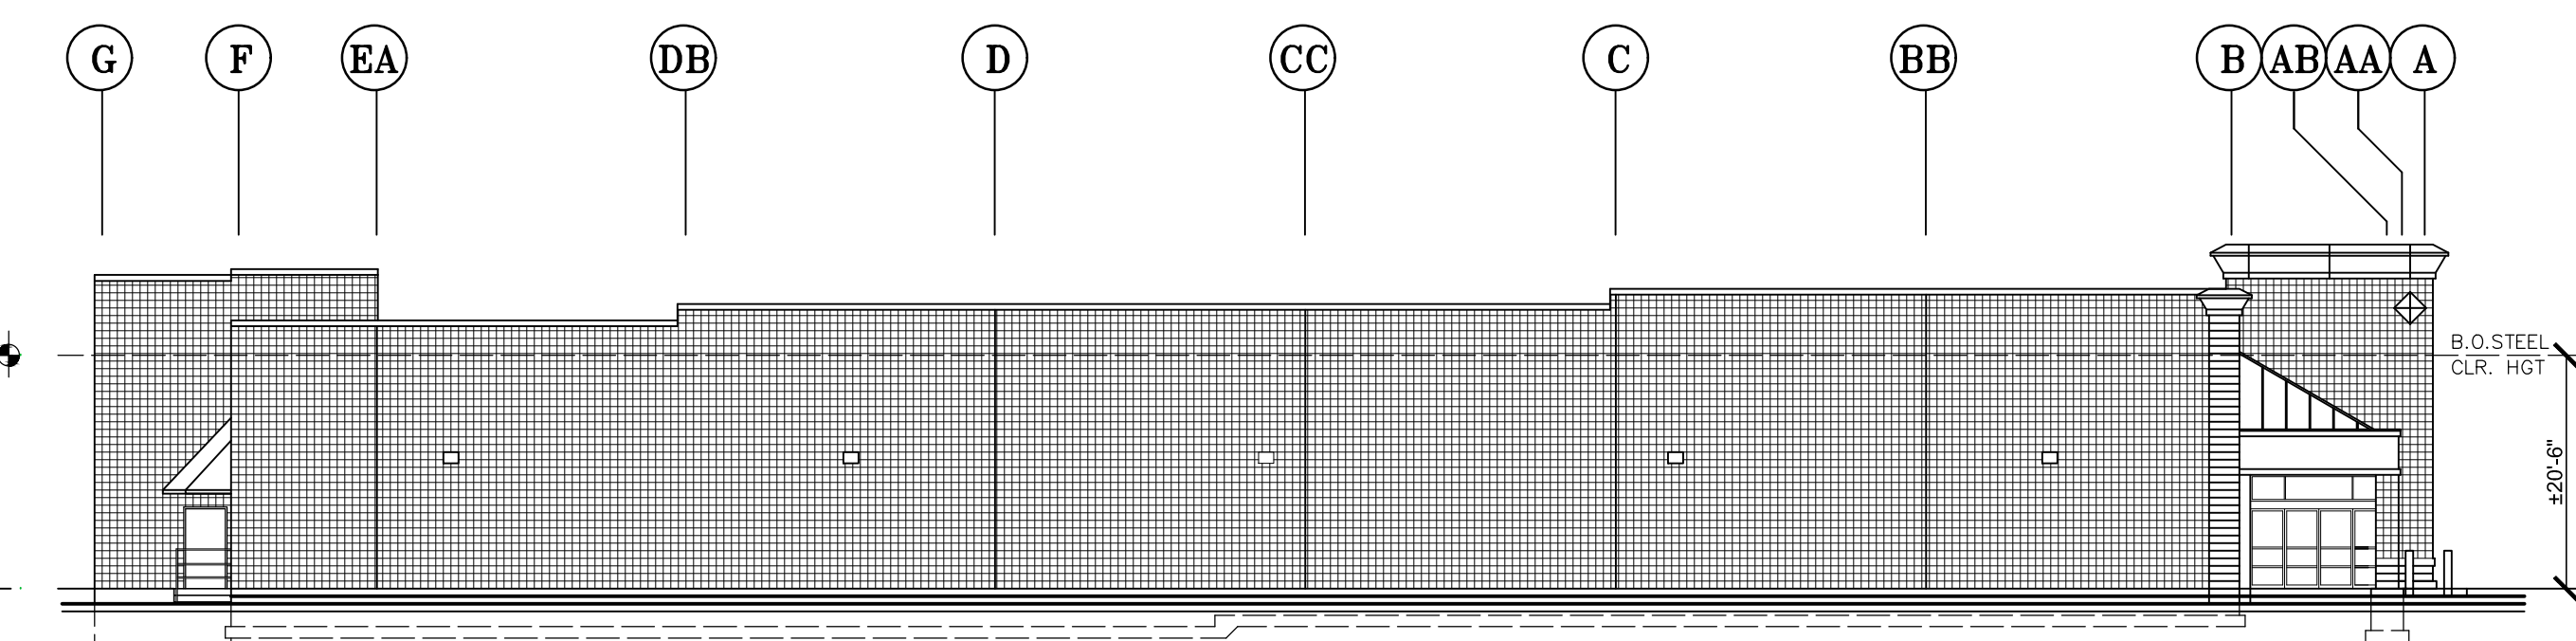 G F EA DB D CC C BB B AB AA A
B.O.STEEL
CLR. HGT
±20'-6"